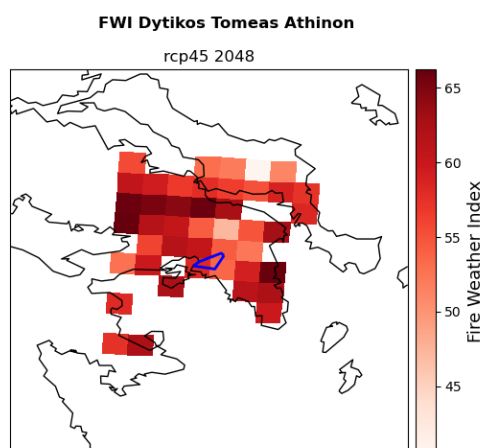 FWI Dytikos Tomeas Athinon
rcp45 2048
65
60
55
50
45
Fire Weather Index